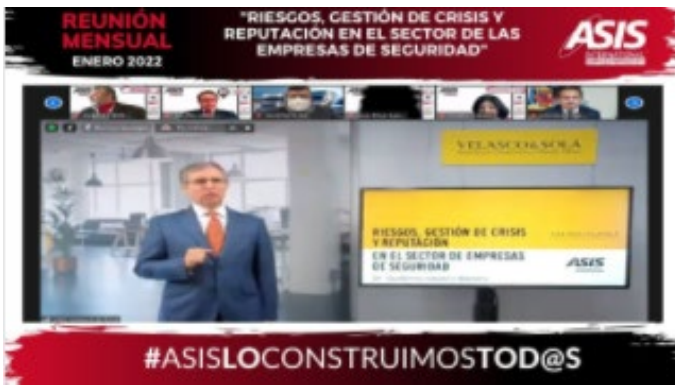 REUNIÓN
MENSUAL
ENERO 2022
"RIESGOS, GESTIÓN DE CRISIS Y
REPUTACIÓN EN EL SECTOR DE LAS
EMPRESAS DE SEGURIDAD"
ASIS
INTERNATIONAL
VELASCO & SOLA
RIESGOS, GESTIÓN DE CRISIS
Y REPUTACIÓN
EN EL SECTOR DE EMPRESAS
DE SEGURIDAD
ASIS
#ASISLOCONSTRUIMOSTOD@S